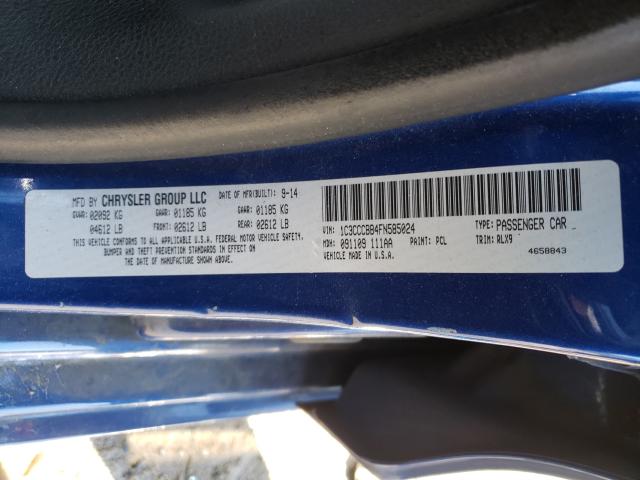 MFD BY CHRYSLER GROUP LLC DATE OF MFR(BUILT): 9-14
GVWR: 02092 KG GAWR: 01185 KG GAWR: 01185 KG
04612 LB FRONT: 02612 LB REAR: 02612 LB
THIS VEHICLE CONFORMS TO ALL APPLICABLE U.S.A. FEDERAL MOTOR VEHICLE SAFETY,
BUMPER AND THEFT PREVENTION STANDARDS IN EFFECT ON
THE DATE OF MANUFACTURE SHOWN ABOVE.
VIN: 1C3CCCBB4FN585024 TYPE: PASSENGER CAR
MDH: 091109 111AA PAINT: PCL TRIM: RLX9
VEHICLE MADE IN U.S.A. 4658843